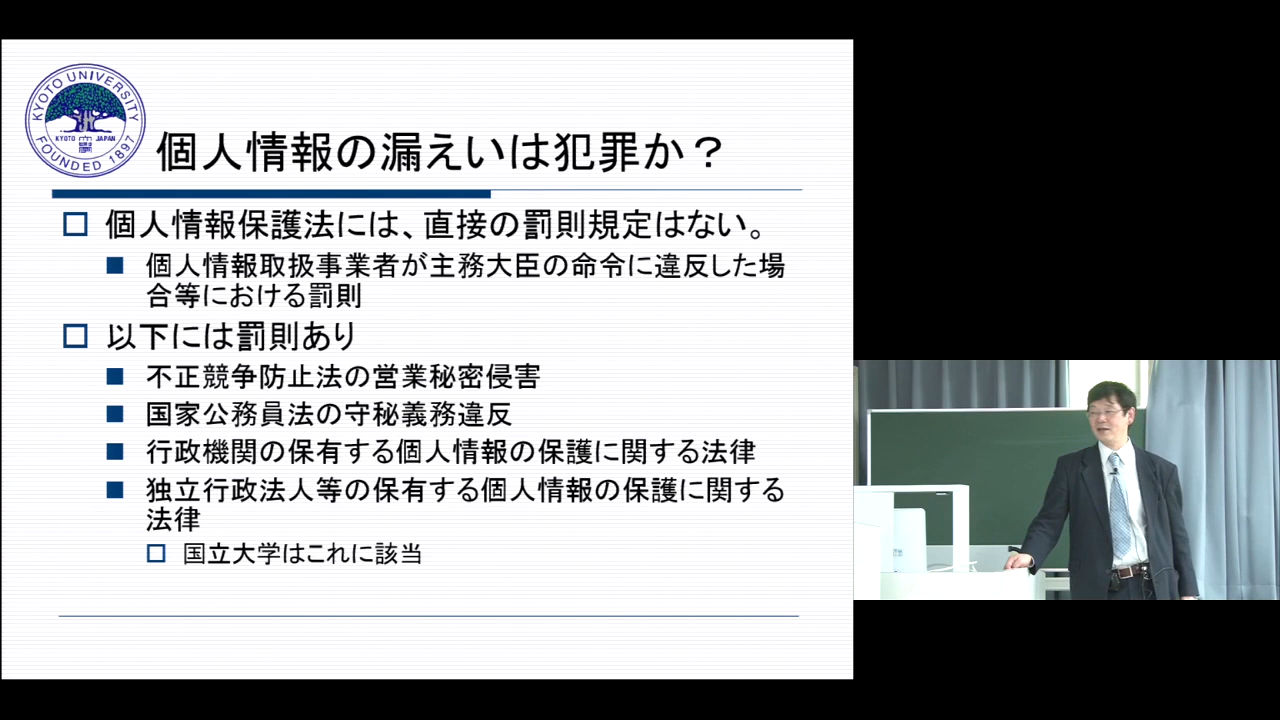 KYOTO UNIVERSITY
KYOTO JAPAN
FOUNDED 1897
個人情報の漏えいは犯罪か？
個人情報保護法には、直接の罰則規定はない。
個人情報取扱事業者が主務大臣の命令に違反した場
合等における罰則
以下には罰則あり
不正競争防止法の営業秘密侵害
国家公務員法の守秘義務違反
行政機関の保有する個人情報の保護に関する法律
独立行政法人等の保有する個人情報の保護に関する
法律
国立大学はこれに該当